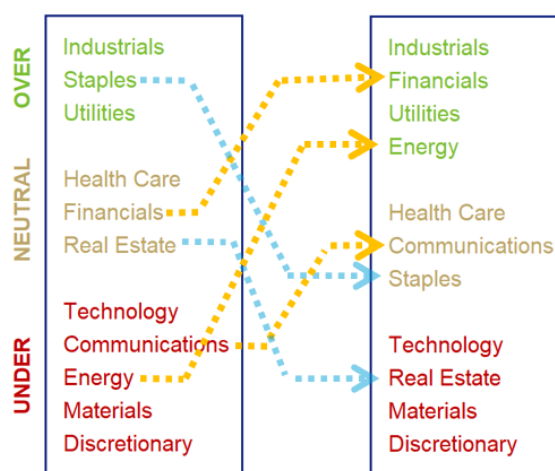 OVER
Industrials
Staples
Utilities
NEUTRAL
Health Care
Financials
Real Estate
UNDER
Technology
Communications
Energy
Materials
Discretionary
Industrials
Financials
Utilities
Energy
Health Care
Communications
Staples
Technology
Real Estate
Materials
Discretionary